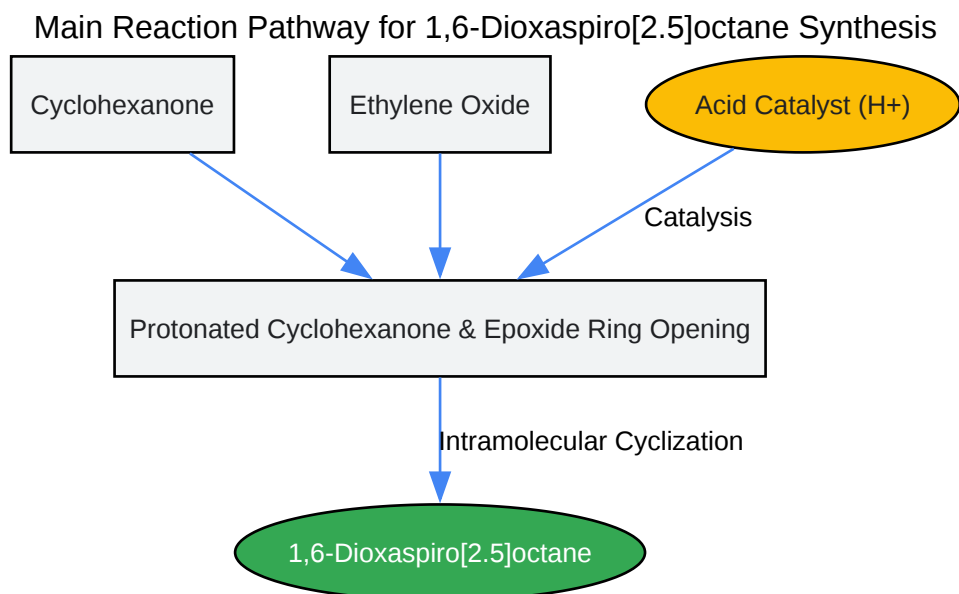 Main Reaction Pathway for 1,6-Dioxaspiro[2.5]octane Synthesis
Cyclohexanone
Ethylene Oxide
Acid Catalyst (H+)
Catalysis
Protonated Cyclohexanone & Epoxide Ring Opening
Intramolecular Cyclization
1,6-Dioxaspiro[2.5]octane